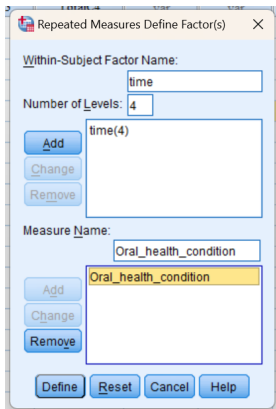 Repeated Measures Define Factor(s)
Within-Subject Factor Name:
time
Number of Levels: 4
Add
time(4)
Change
Remove
Measure Name:
Oral_health_condition
Add
Oral_health_condition
Change
Remove
Define Reset Cancel Help